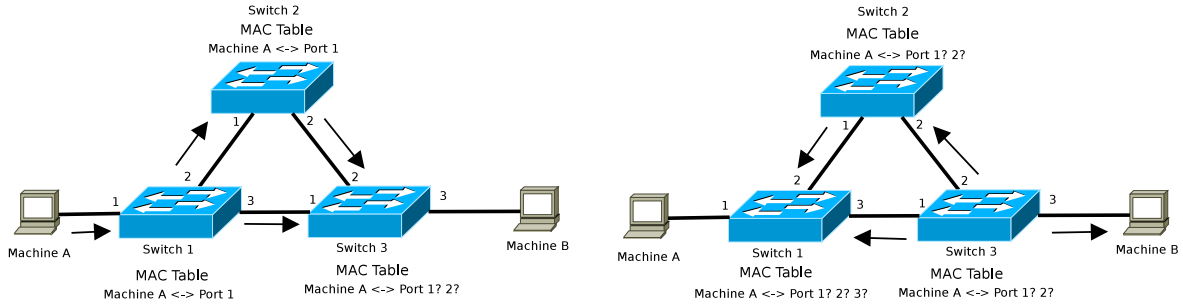 Switch 2
MAC Table
Machine A <-> Port 1
1
2
2
2
1
3
1
3
Machine A
Switch 1
Switch 3
Machine B
MAC Table
Machine A <-> Port 1
MAC Table
Machine A <-> Port 1? 2?
Switch 2
MAC Table
Machine A <-> Port 1? 2?
1
2
2
2
1
3
1
3
Machine A
Switch 1
Switch 3
Machine B
MAC Table
Machine A <-> Port 1? 2? 3?
MAC Table
Machine A <-> Port 1? 2?